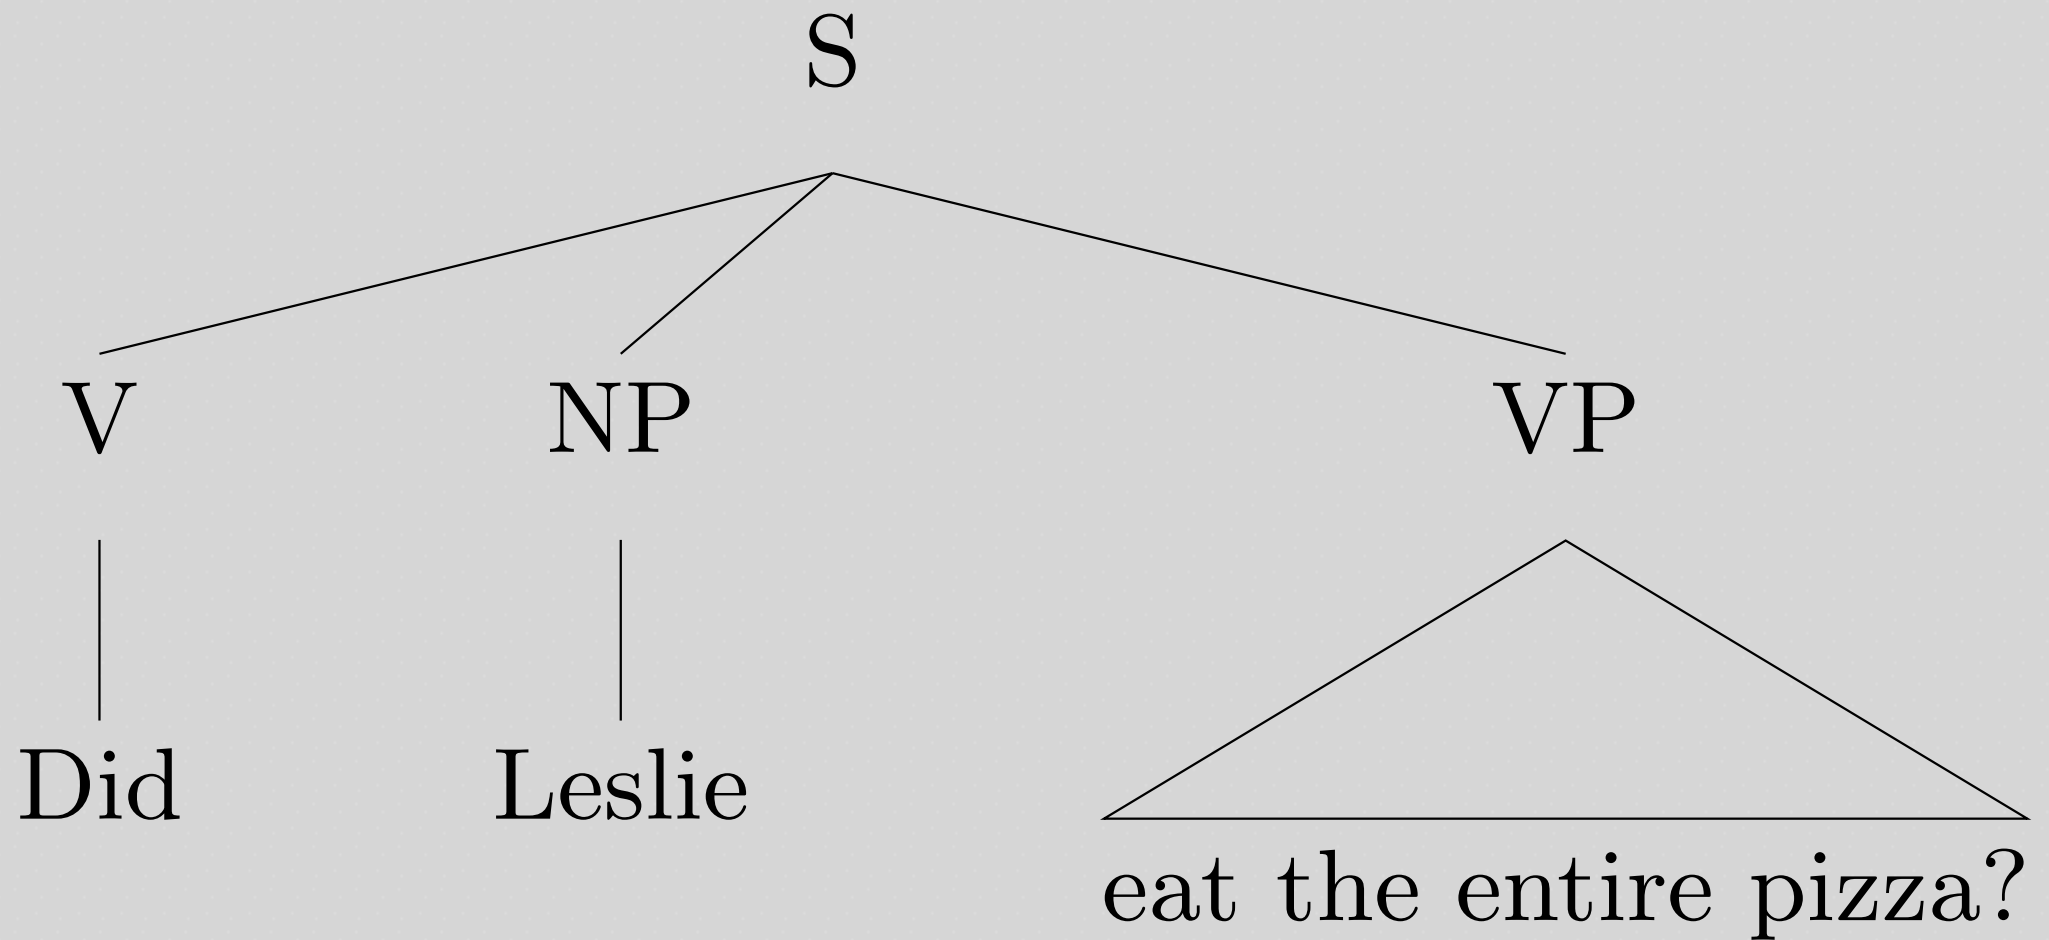 S
V NP VP
Did Leslie
eat the entire pizza?